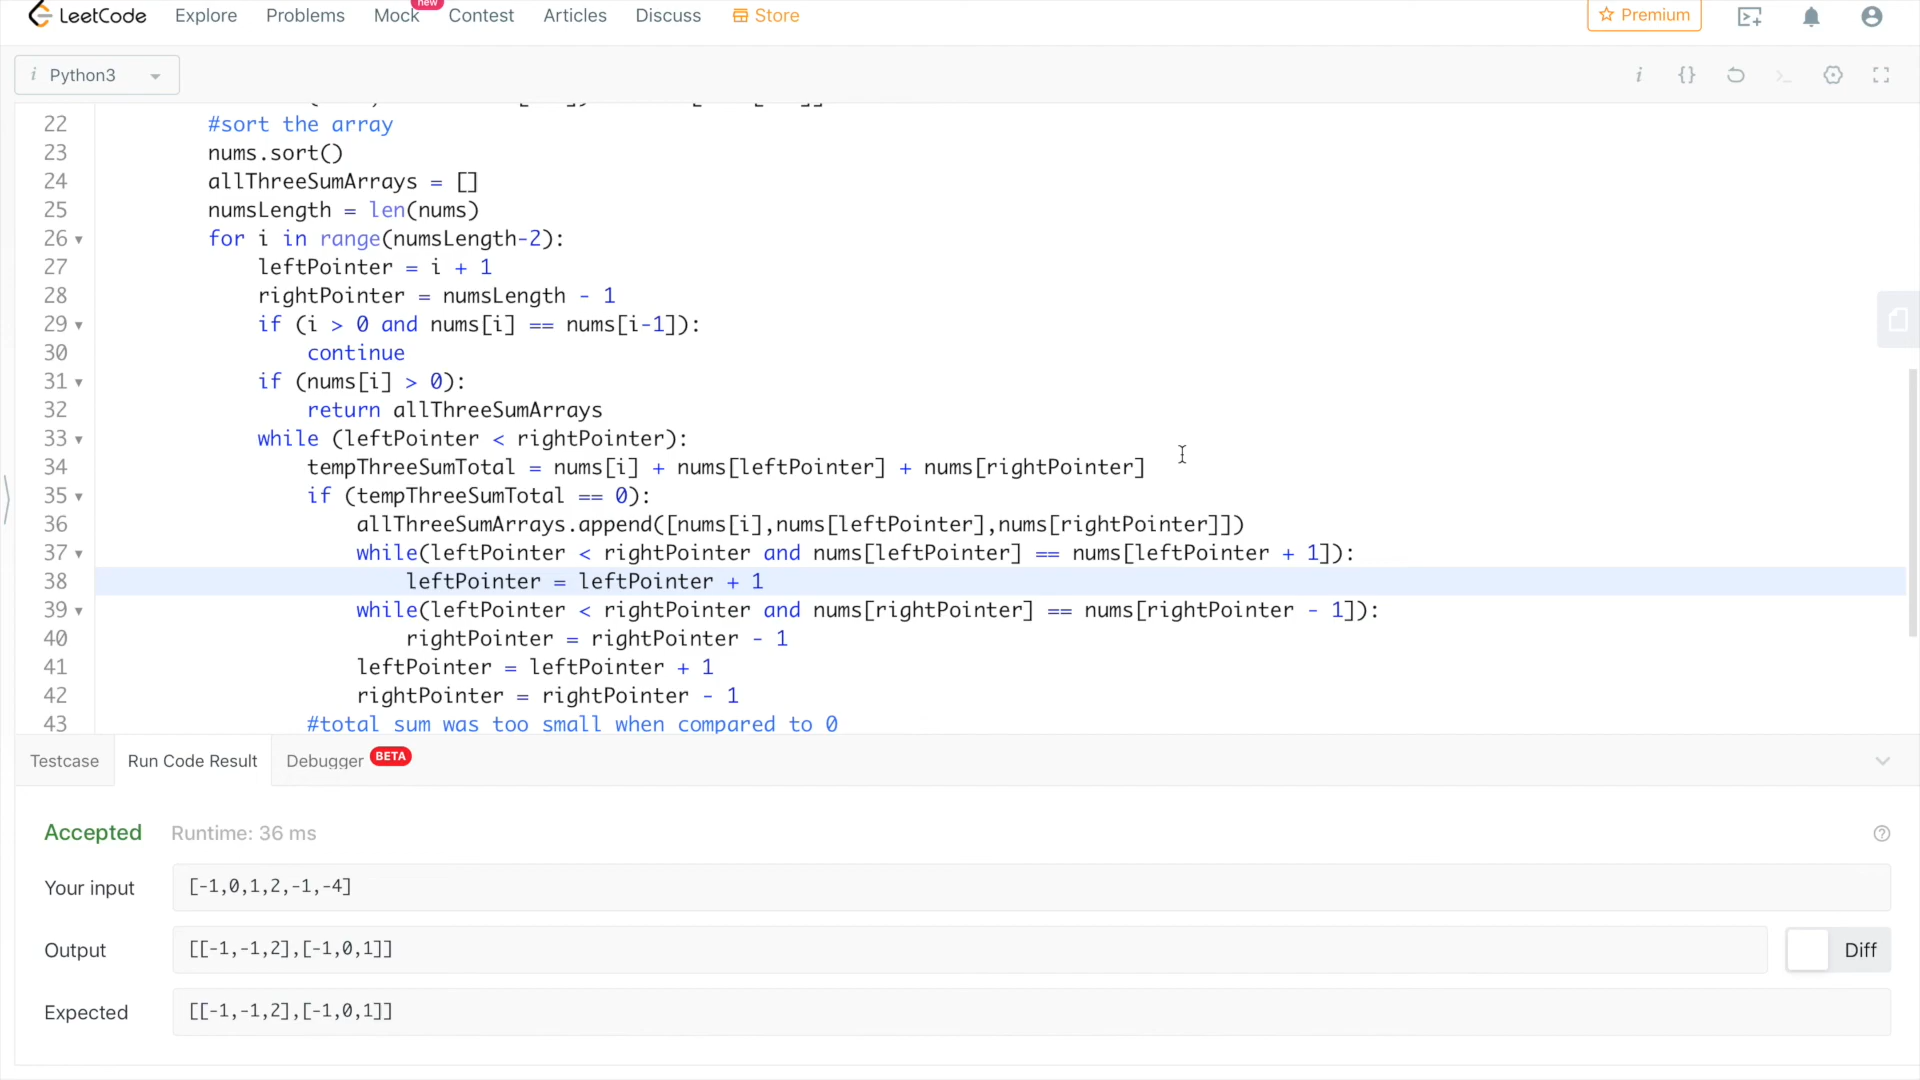 LeetCode Explore Problems Mock new Contest Articles Discuss Store Premium
i Python3 i {} >_
22 #sort the array
23 nums.sort()
24 allThreeSumArrays = []
25 numsLength = len(nums)
26 for i in range(numsLength-2):
27 leftPointer = i + 1
28 rightPointer = numsLength - 1
29 if (i > 0 and nums[i] == nums[i-1]):
30 continue
31 if (nums[i] > 0):
32 return allThreeSumArrays
33 while (leftPointer < rightPointer):
34 tempThreeSumTotal = nums[i] + nums[leftPointer] + nums[rightPointer]
35 if (tempThreeSumTotal == 0):
36 allThreeSumArrays.append([nums[i],nums[leftPointer],nums[rightPointer]])
37 while(leftPointer < rightPointer and nums[leftPointer] == nums[leftPointer + 1]):
38 leftPointer = leftPointer + 1
39 while(leftPointer < rightPointer and nums[rightPointer] == nums[rightPointer - 1]):
40 rightPointer = rightPointer - 1
41 leftPointer = leftPointer + 1
42 rightPointer = rightPointer - 1
43 #total sum was too small when compared to 0
Testcase Run Code Result Debugger BETA
Accepted Runtime: 36 ms
Your input [-1,0,1,2,-1,-4]
Output [[-1,-1,2],[-1,0,1]] Diff
Expected [[-1,-1,2],[-1,0,1]]